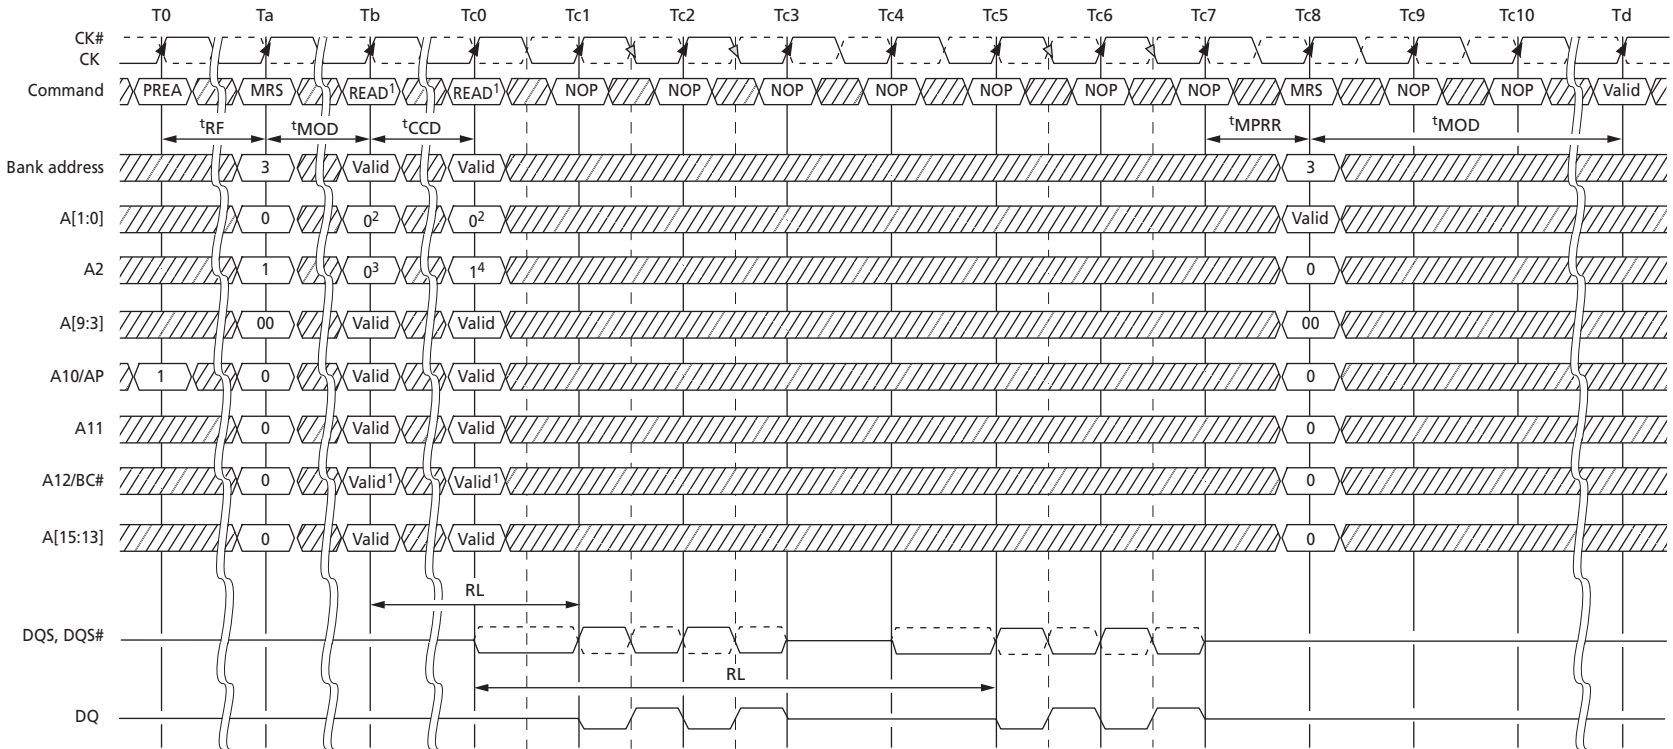 T0 Ta Tb Tc0 Tc1 Tc2 Tc3 Tc4 Tc5 Tc6 Tc7 Tc8 Tc9 Tc10 Td
CK#
CK
Command PREA MRS READ1 READ1 NOP NOP NOP NOP NOP NOP NOP MRS NOP NOP Valid
tRF tMOD tCCD tMPRR tMOD
Bank address 3 Valid Valid 3
A[1:0] 0 0² 0² Valid
A2 1 0³ 1⁴ 0
A[9:3] 00 Valid Valid 00
A10/AP 1 0 Valid Valid 0
A11 0 Valid Valid 0
A12/BC# 0 Valid¹ Valid¹ 0
A[15:13] 0 Valid Valid 0
RL
DQS, DQS#
RL
DQ